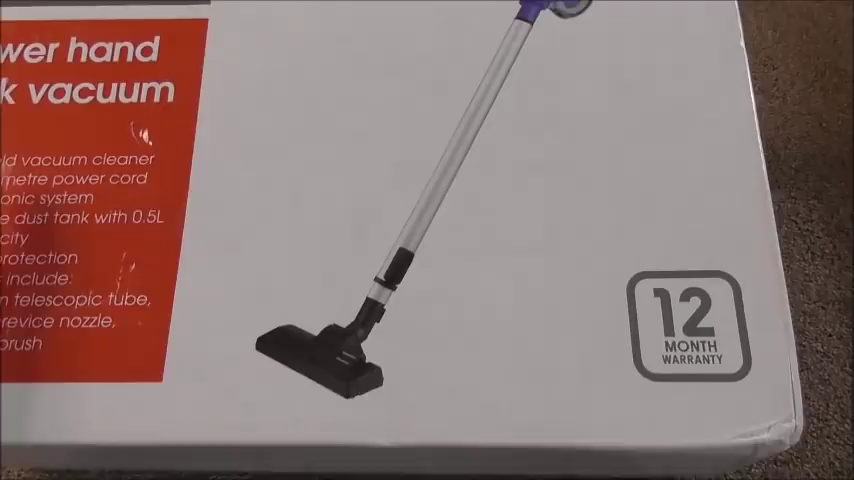 wer hand
k vacuum
ld vacuum cleaner
metre power cord
onic system
e dust tank with 0.5L
city
protection
include:
n telescopic tube,
revice nozzle,
brush
12
MONTH
WARRANTY